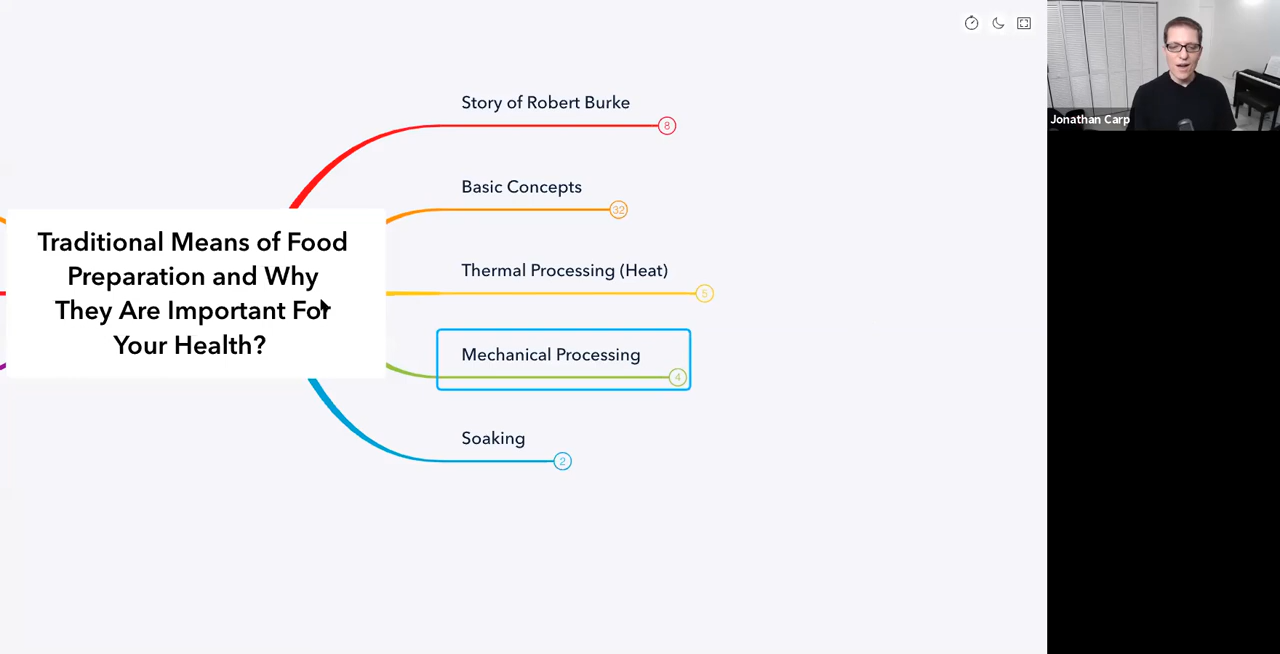 Story of Robert Burke
8
Basic Concepts
32
Traditional Means of Food
Preparation and Why
They Are Important For
Your Health?
Thermal Processing (Heat)
5
Mechanical Processing
4
Soaking
2
Jonathan Carp